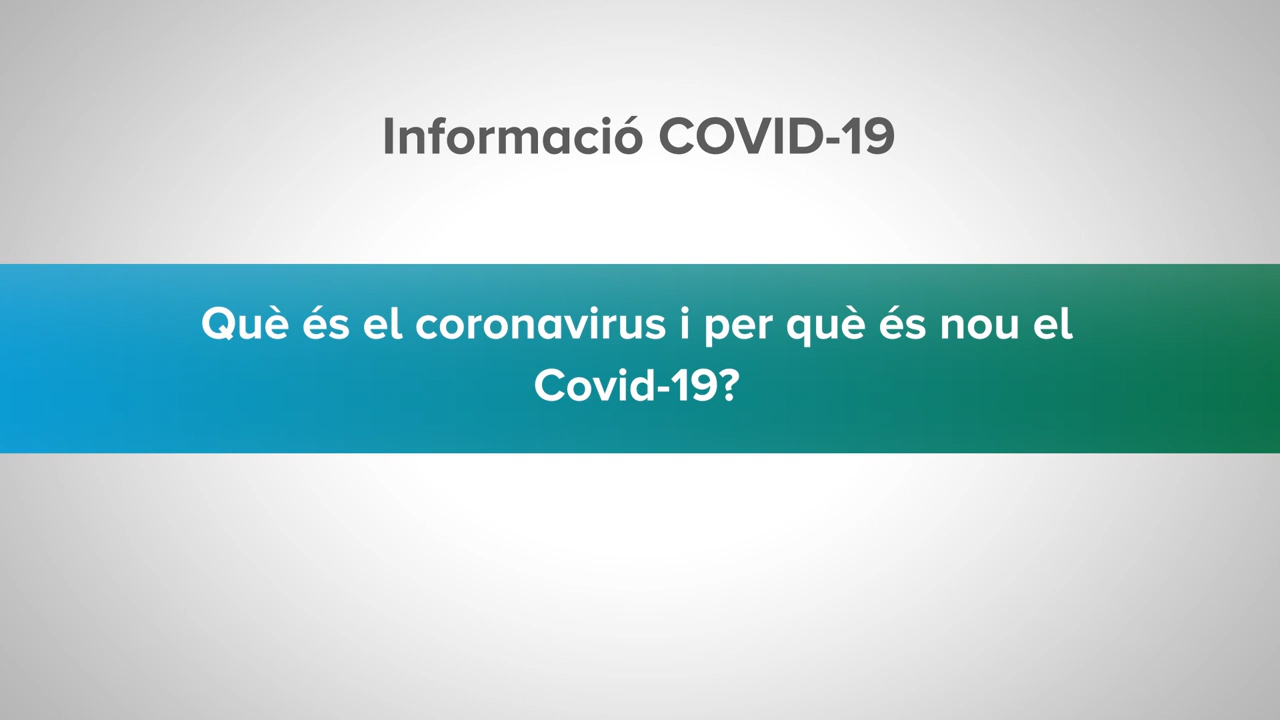 Informació COVID-19
Què és el coronavirus i per què és nou el
Covid-19?